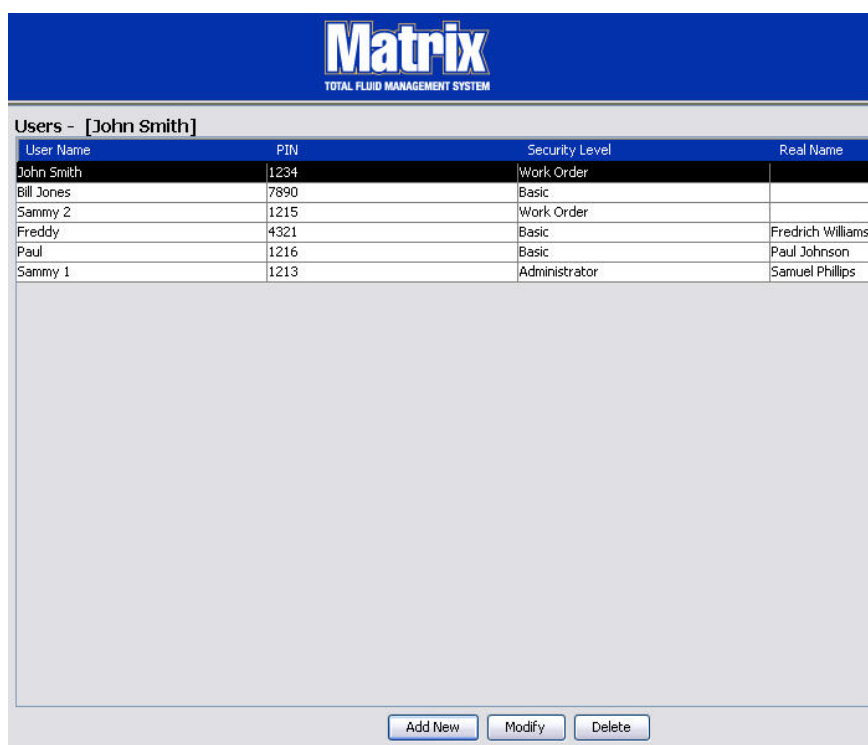 Matrix
TOTAL FLUID MANAGEMENT SYSTEM
Users - [John Smith]
User Name PIN Security Level Real Name
John Smith 1234 Work Order
Bill Jones 7890 Basic
Sammy 2 1215 Work Order
Freddy 4321 Basic Fredrich Williams
Paul 1216 Basic Paul Johnson
Sammy 1 1213 Administrator Samuel Phillips
Add New Modify Delete